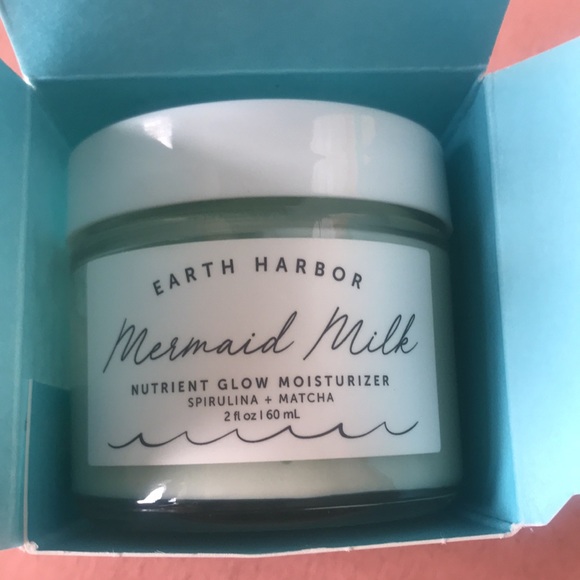 EARTH HARBOR
Mermaid Milk
NUTRIENT GLOW MOISTURIZER
SPIRULINA + MATCHA
2 fl oz | 60 mL